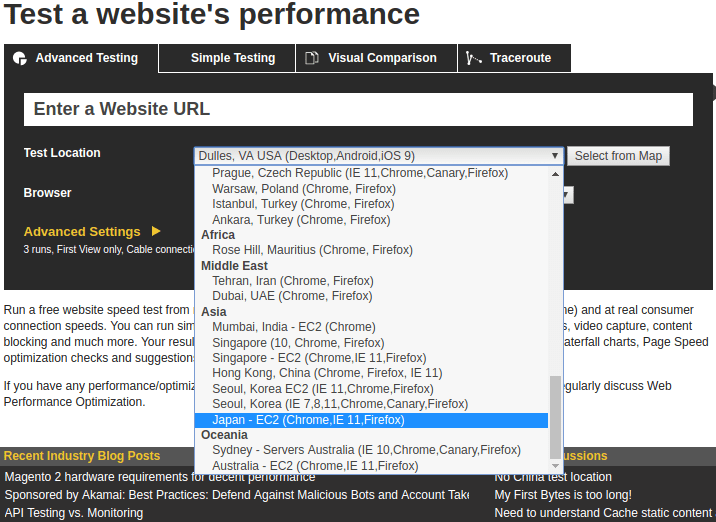 Test a website's performance
Advanced Testing
Simple Testing
Visual Comparison
Traceroute
Enter a Website URL
Test Location
Dulles, VA USA (Desktop,Android,iOS 9)
Select from Map
Browser
Advanced Settings
3 runs, First View only, Cable connecti
Prague, Czech Republic (IE 11,Chrome,Canary,Firefox)
Warsaw, Poland (Chrome, Firefox)
Istanbul, Turkey (Chrome, Firefox)
Ankara, Turkey (Chrome, Firefox)
Africa
Rose Hill, Mauritius (Chrome, Firefox)
Middle East
Tehran, Iran (Chrome, Firefox)
Dubai, UAE (Chrome, Firefox)
Asia
Mumbai, India - EC2 (Chrome)
Singapore (10, Chrome, Firefox)
Singapore - EC2 (Chrome,IE 11,Firefox)
Hong Kong, China (Chrome, Firefox, IE 11)
Seoul, Korea EC2 (IE 11,Chrome,Firefox)
Seoul, Korea (IE 7,8,11,Chrome,Canary,Firefox)
Japan - EC2 (Chrome,IE 11,Firefox)
Oceania
Sydney - Servers Australia (IE 10,Chrome,Canary,Firefox)
Australia - EC2 (Chrome,IE 11,Firefox)
Run a free website speed test from e) and at real consumer
connection speeds. You can run sim s, video capture, content
blocking and much more. Your resul aterfall charts, Page Speed
optimization checks and suggestions
If you have any performance/optimiz egularly discuss Web
Performance Optimization.
Recent Industry Blog Posts
Magento 2 hardware requirements for decent performance
Sponsored by Akamai: Best Practices: Defend Against Malicious Bots and Account Take
API Testing vs. Monitoring
ussions
No China test location
My First Bytes is too long!
Need to understand Cache static content